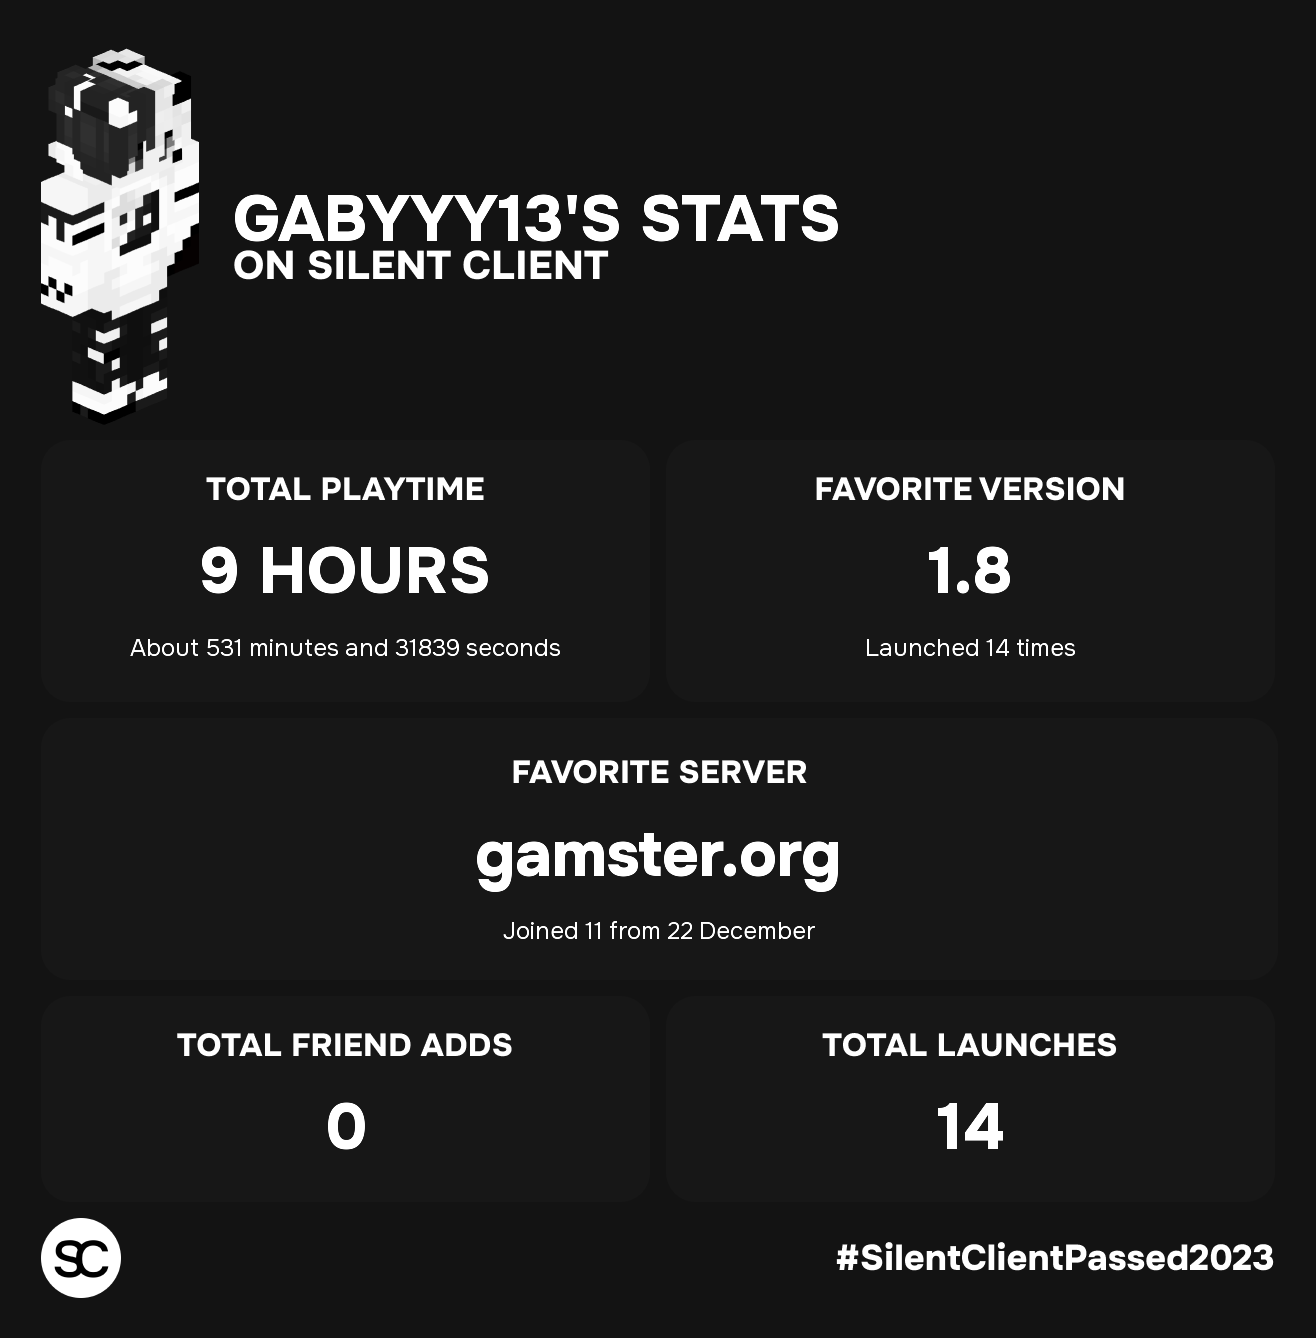 GABYYY13'S STATS
ON SILENT CLIENT
TOTAL PLAYTIME
9 HOURS
About 531 minutes and 31839 seconds
FAVORITE VERSION
1.8
Launched 14 times
FAVORITE SERVER
gamster.org
Joined 11 from 22 December
TOTAL FRIEND ADDS
0
TOTAL LAUNCHES
14
SC
#SilentClientPassed2023